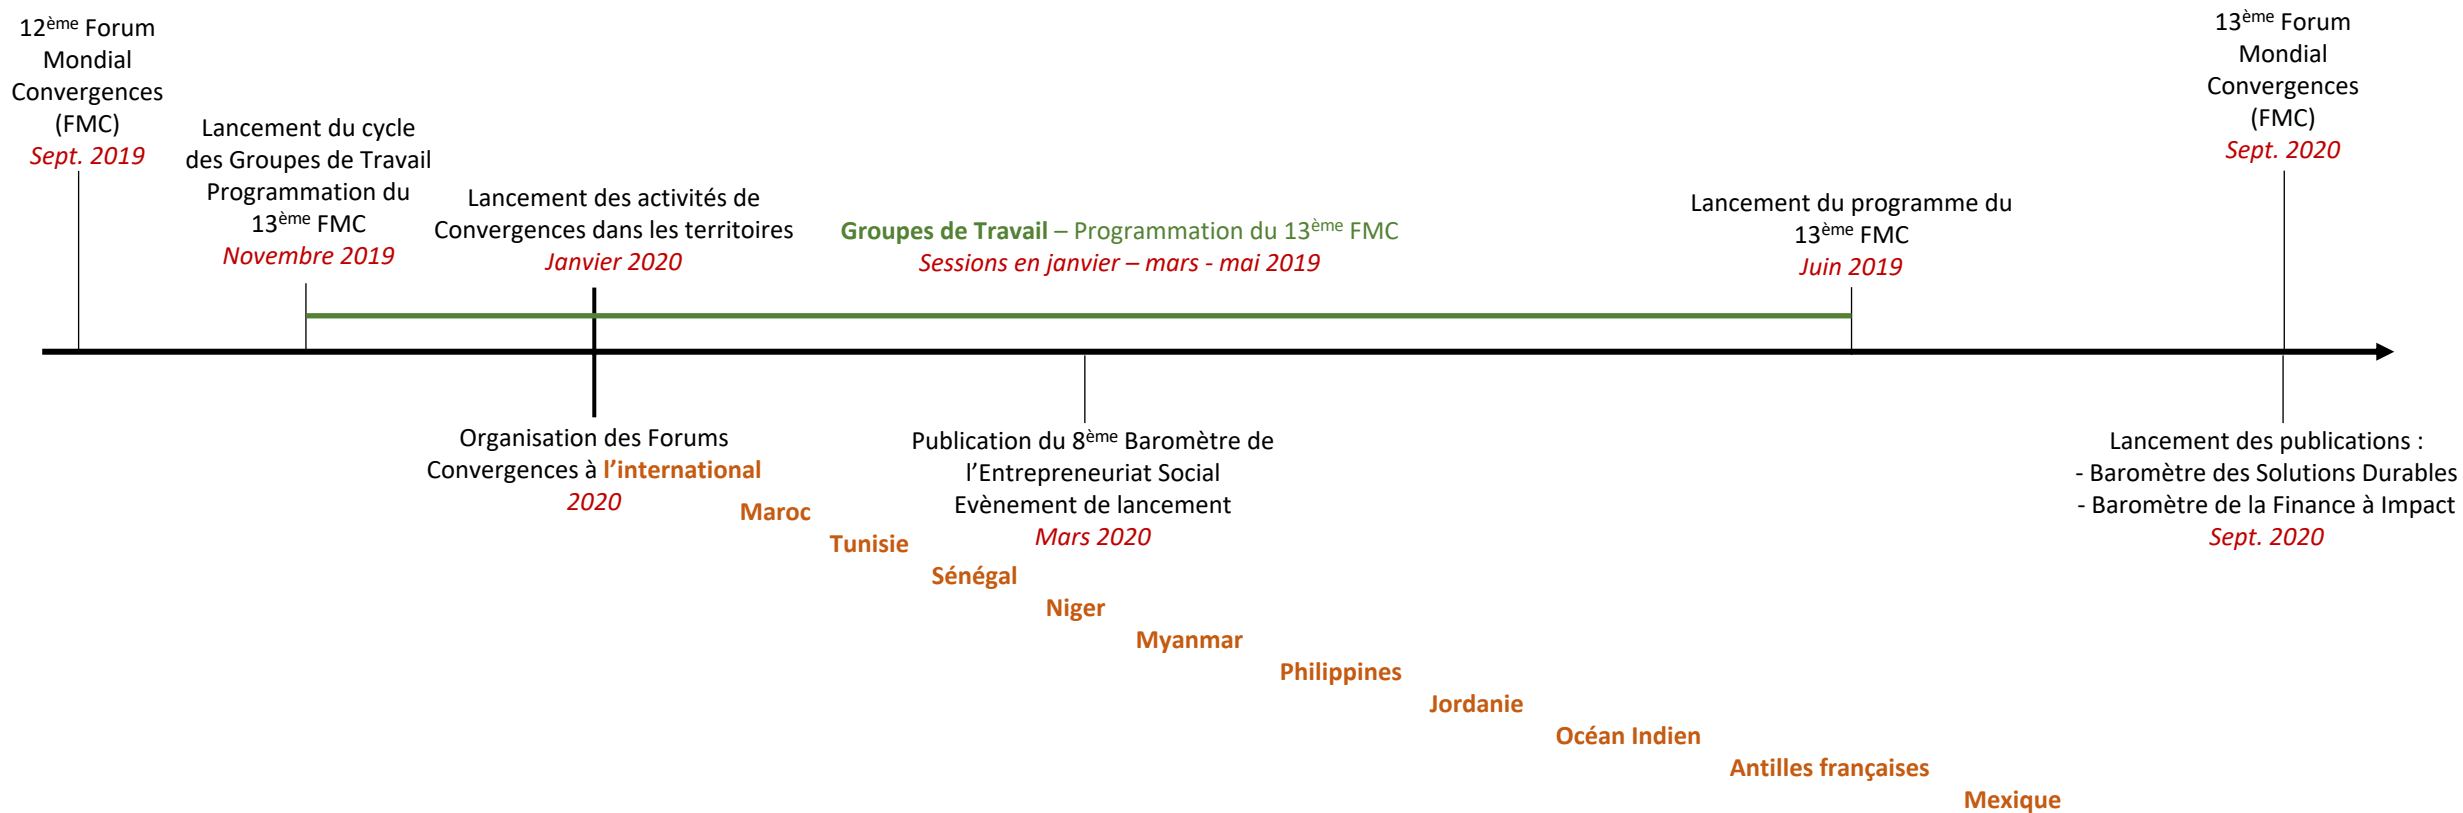 12ème Forum
Mondial
Convergences
(FMC)
Sept. 2019
Lancement du cycle
des Groupes de Travail
Programmation du
13ème FMC
Novembre 2019
Lancement des activités de
Convergences dans les territoires
Janvier 2020
Groupes de Travail – Programmation du 13ème FMC
Sessions en janvier – mars - mai 2019
Lancement du programme du
13ème FMC
Juin 2019
13ème Forum
Mondial
Convergences
(FMC)
Sept. 2020
Organisation des Forums
Convergences à l’international
2020
Maroc
Tunisie
Sénégal
Niger
Myanmar
Philippines
Jordanie
Océan Indien
Antilles françaises
Mexique
Publication du 8ème Baromètre de
l’Entrepreneuriat Social
Evènement de lancement
Mars 2020
Lancement des publications :
- Baromètre des Solutions Durables
- Baromètre de la Finance à Impact
Sept. 2020